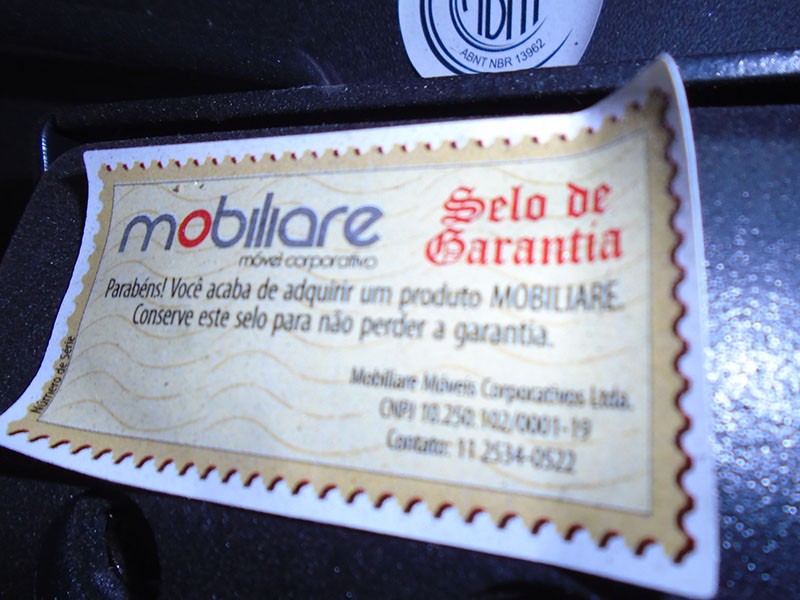 ABNT NBR 13962
mobiliare
móvel corporativo
Selo de
Garantia
Parabéns! Você acaba de adquirir um produto MOBILIARE.
Conserve este selo para não perder a garantia.
Número de série
Mobiliare Móveis Corporativos Ltda.
CNPJ 10.250.102/0001-19
Contato: 11 2534-0522